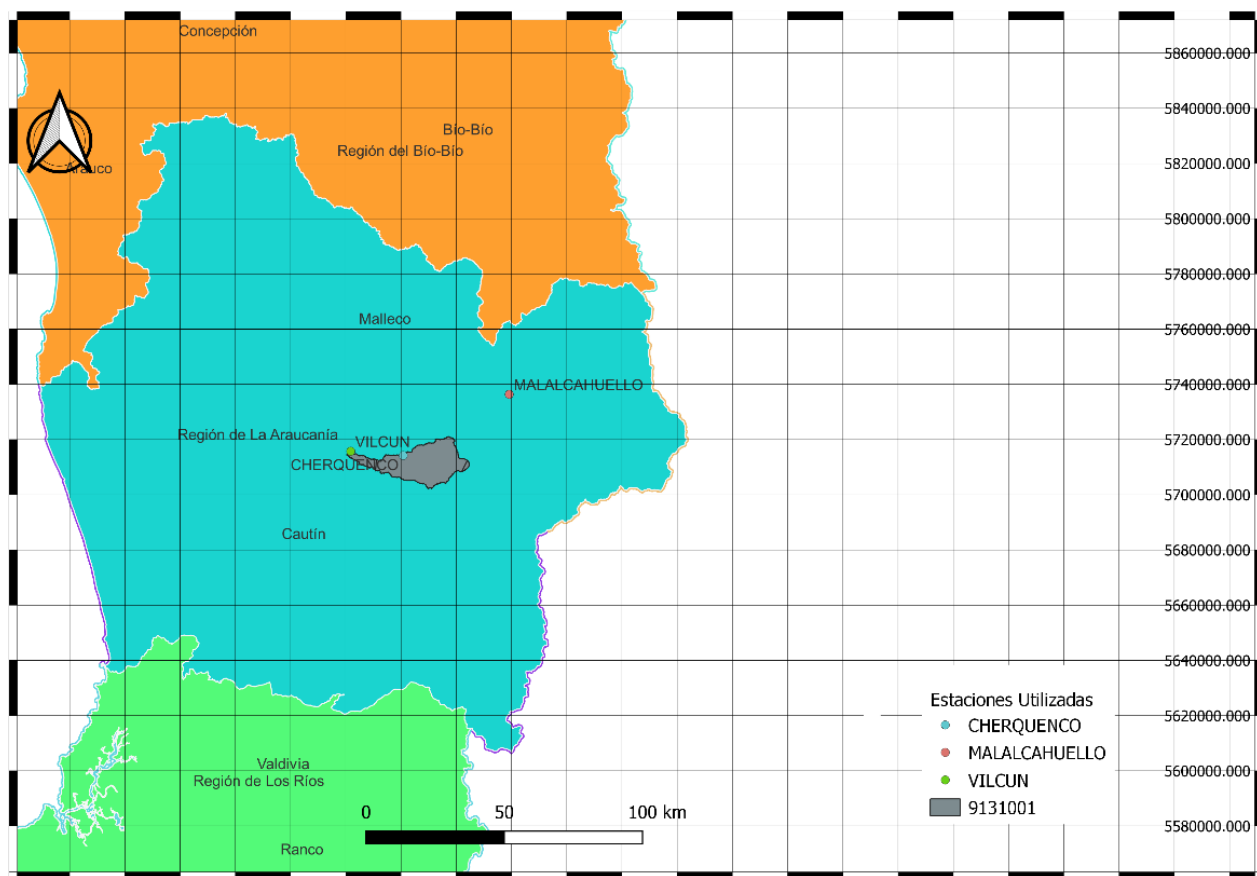 Concepción
5860000.000
5840000.000
Bío-Bío
Región del Bío-Bío
5820000.000
Arauco
5800000.000
5780000.000
Malleco
5760000.000
5740000.000
MALALCAHUELLO
Región de La Araucanía
VILCUN
5720000.000
CHERQUENCO
5700000.000
Cautín
5680000.000
5660000.000
5640000.000
Estaciones Utilizadas
5620000.000
CHERQUENCO
MALALCAHUELLO
Valdivia
Región de Los Ríos
5600000.000
VILCUN
9131001
0 50 100 km
5580000.000
Ranco